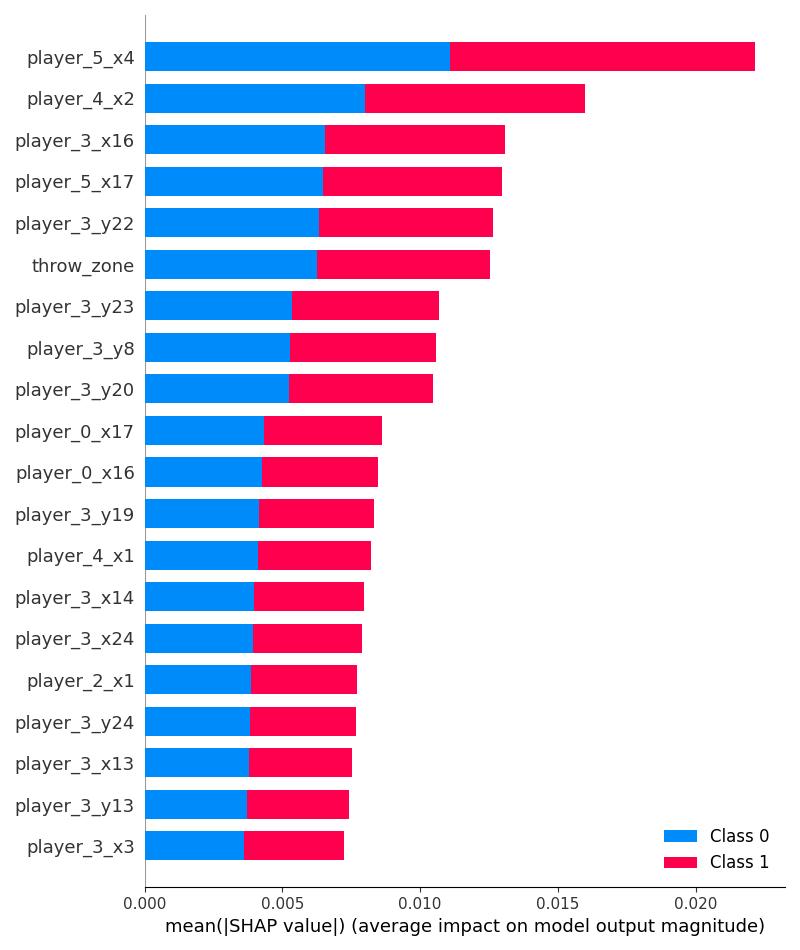 player_5_x4
player_4_x2
player_3_x16
player_5_x17
player_3_y22
throw_zone
player_3_y23
player_3_y8
player_3_y20
player_0_x17
player_0_x16
player_3_y19
player_4_x1
player_3_x14
player_3_x24
player_2_x1
player_3_y24
player_3_x13
player_3_y13
player_3_x3
Class 0
Class 1
0.000 0.005 0.010 0.015 0.020
mean(|SHAP value|) (average impact on model output magnitude)